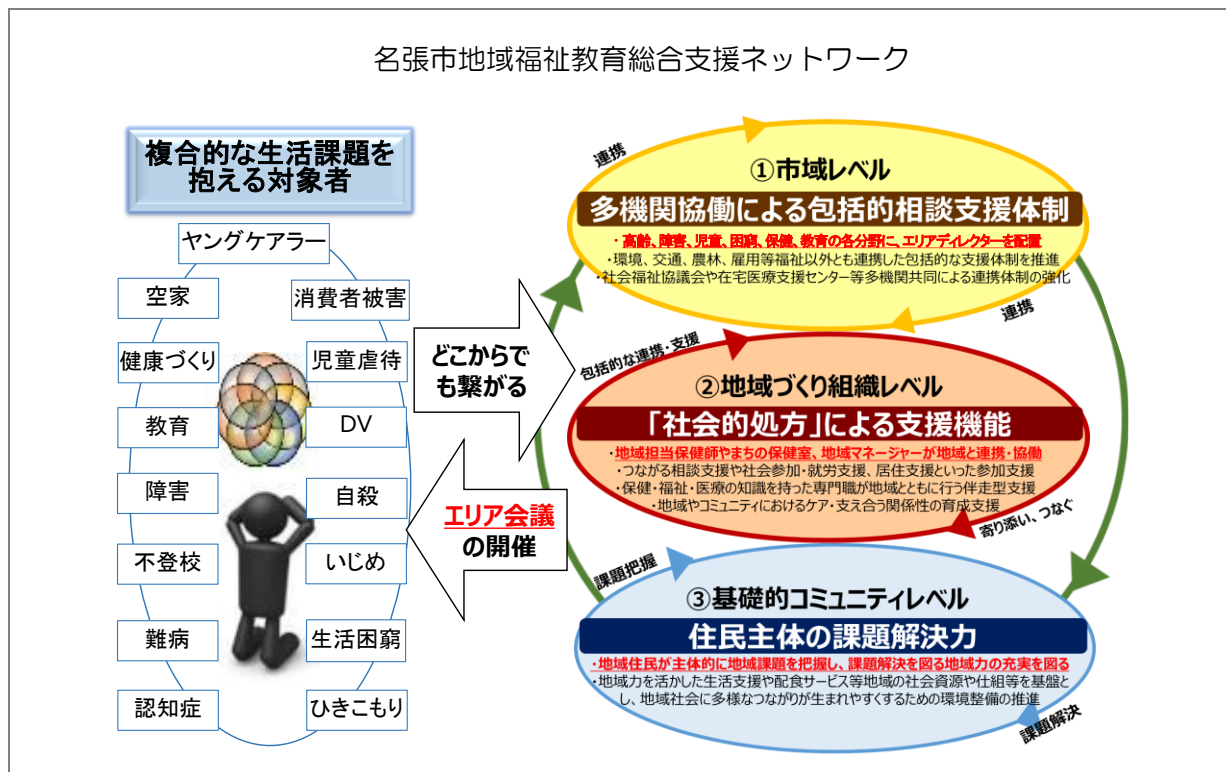 名張市地域福祉教育総合支援ネットワーク
複合的な生活課題を
抱える対象者
ヤングケアラー
空家
消費者被害
健康づくり
児童虐待
教育
DV
障害
自殺
不登校
いじめ
難病
生活困窮
認知症
ひきこもり
どこからで
も繋がる
エリア会議
の開催
連携
①市域レベル
多機関協働による包括的相談支援体制
・高齢、障害、児童、困窮、保健、教育の各分野に、エリアディレクターを配置
・環境、交通、農林、雇用等福祉以外とも連携した包括的な支援体制を推進
・社会福祉協議会や在宅医療支援センター等多機関共同による連携体制の強化
連携
包括的な連携・支援
②地域づくり組織レベル
「社会的処方」による支援機能
・地域担当保健師やまちの保健室、地域マネージャーが地域と連携・協働
・つながる相談支援や社会参加・就労支援、居住支援といった参加支援
・保健・福祉・医療の知識を持った専門職が地域とともに行う伴走型支援
・地域やコミュニティにおけるケア・支え合う関係性の育成支援
寄り添い、つなぐ
課題把握
③基礎的コミュニティレベル
住民主体の課題解決力
・地域住民が主体的に地域課題を把握し、課題解決を図る地域力の充実を図る
・地域力を活かした生活支援や配食サービス等地域の社会資源や仕組等を基盤と
し、地域社会に多様なつながりが生まれやすくするための環境整備の推進
課題解決